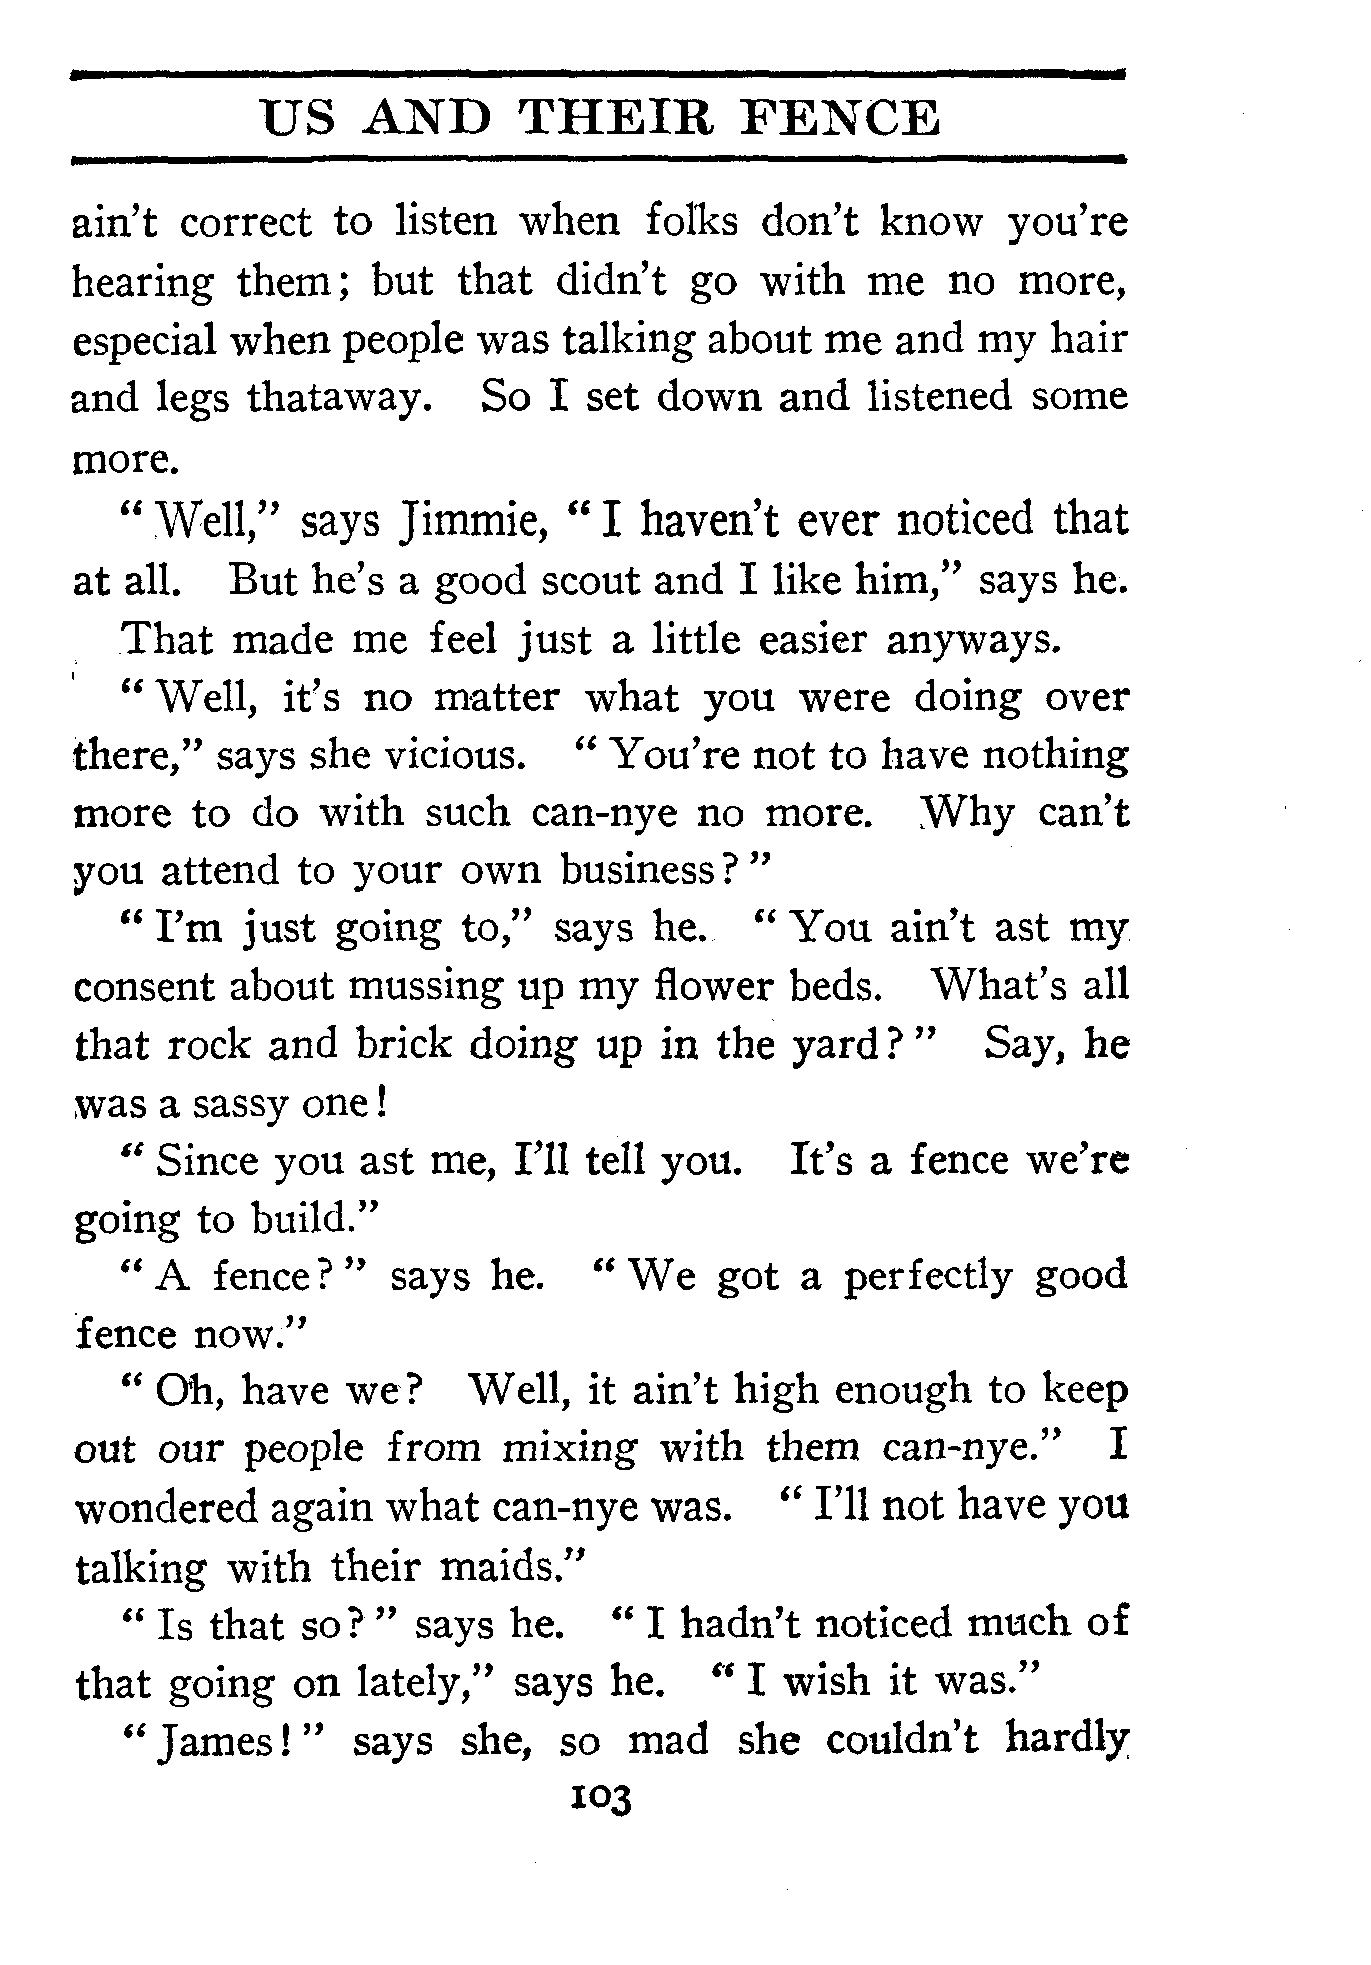 US AND THEIR FENCE
ain't correct to listen when folks don't know you're
hearing them; but that didn't go with me no more,
especial when people was talking about me and my hair
and legs thataway. So I set down and listened some
more.
"Well," says Jimmie, "I haven't ever noticed that
at all. But he's a good scout and I like him," says he.
That made me feel just a little easier anyways.
"Well, it's no matter what you were doing over
there," says she vicious. "You're not to have nothing
more to do with such can-nye no more. Why can't
you attend to your own business?"
"I'm just going to," says he. "You ain't ast my
consent about mussing up my flower beds. What's all
that rock and brick doing up in the yard?" Say, he
was a sassy one!
"Since you ast me, I'll tell you. It's a fence we're
going to build."
"A fence?" says he. "We got a perfectly good
fence now."
"Oh, have we? Well, it ain't high enough to keep
out our people from mixing with them can-nye." I
wondered again what can-nye was. "I'll not have you
talking with their maids."
"Is that so?" says he. "I hadn't noticed much of
that going on lately," says he. "I wish it was."
"James!" says she, so mad she couldn't hardly
103